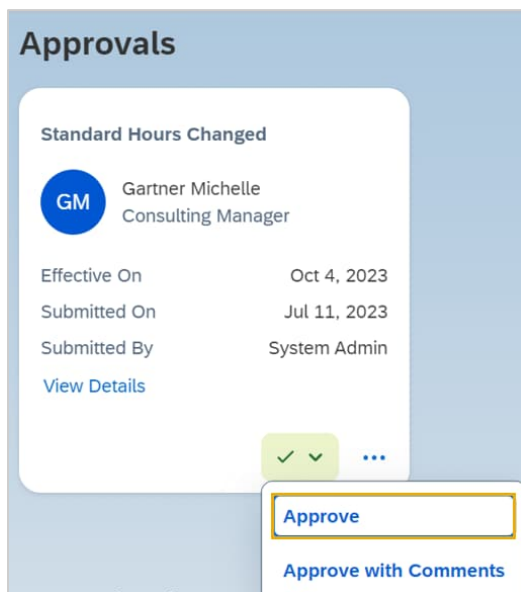 Approvals
Standard Hours Changed
GM
Gartner Michelle
Consulting Manager
Effective On Oct 4, 2023
Submitted On Jul 11, 2023
Submitted By System Admin
View Details
Approve
Approve with Comments